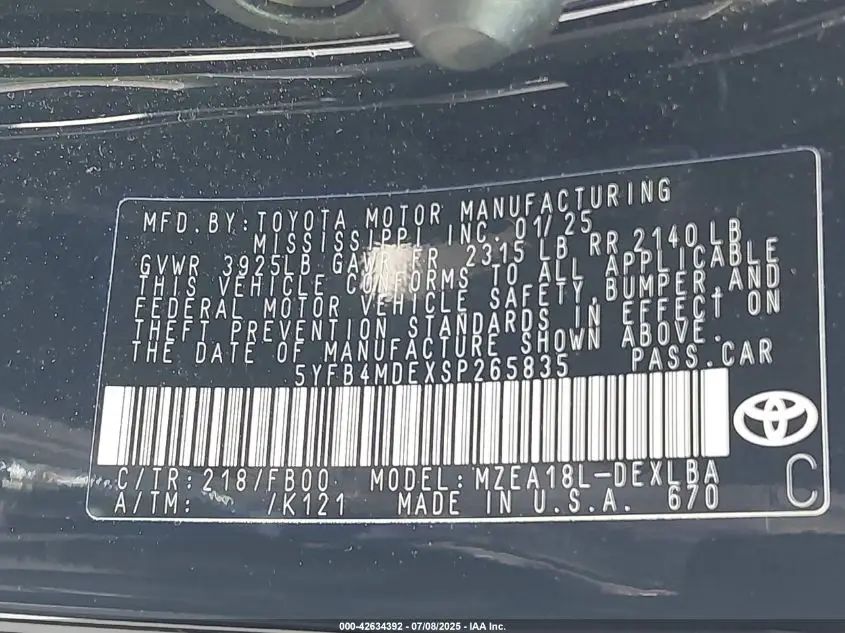 MFD.BY:TOYOTA MOTOR MANUFACTURING
MISSISSIPPI INC. 01/25
GVWR 3925LB GAWR FR 2315 LB RR 2140 LB
THIS VEHICLE CONFORMS TO ALL APPLICABLE
FEDERAL MOTOR VEHICLE SAFETY,BUMPER,AND
THEFT PREVENTION STANDARDS IN EFFECT ON
THE DATE OF MANUFACTURE SHOWN ABOVE.
5YFB4MDEXSP265835 PASS.CAR
C/TR:218/FB00 MODEL:MZEA18L-DEXLBA
A/TM: /K121 MADE IN U.S.A. 670
C
000-42634392 - 07/08/2025 - IAA Inc.